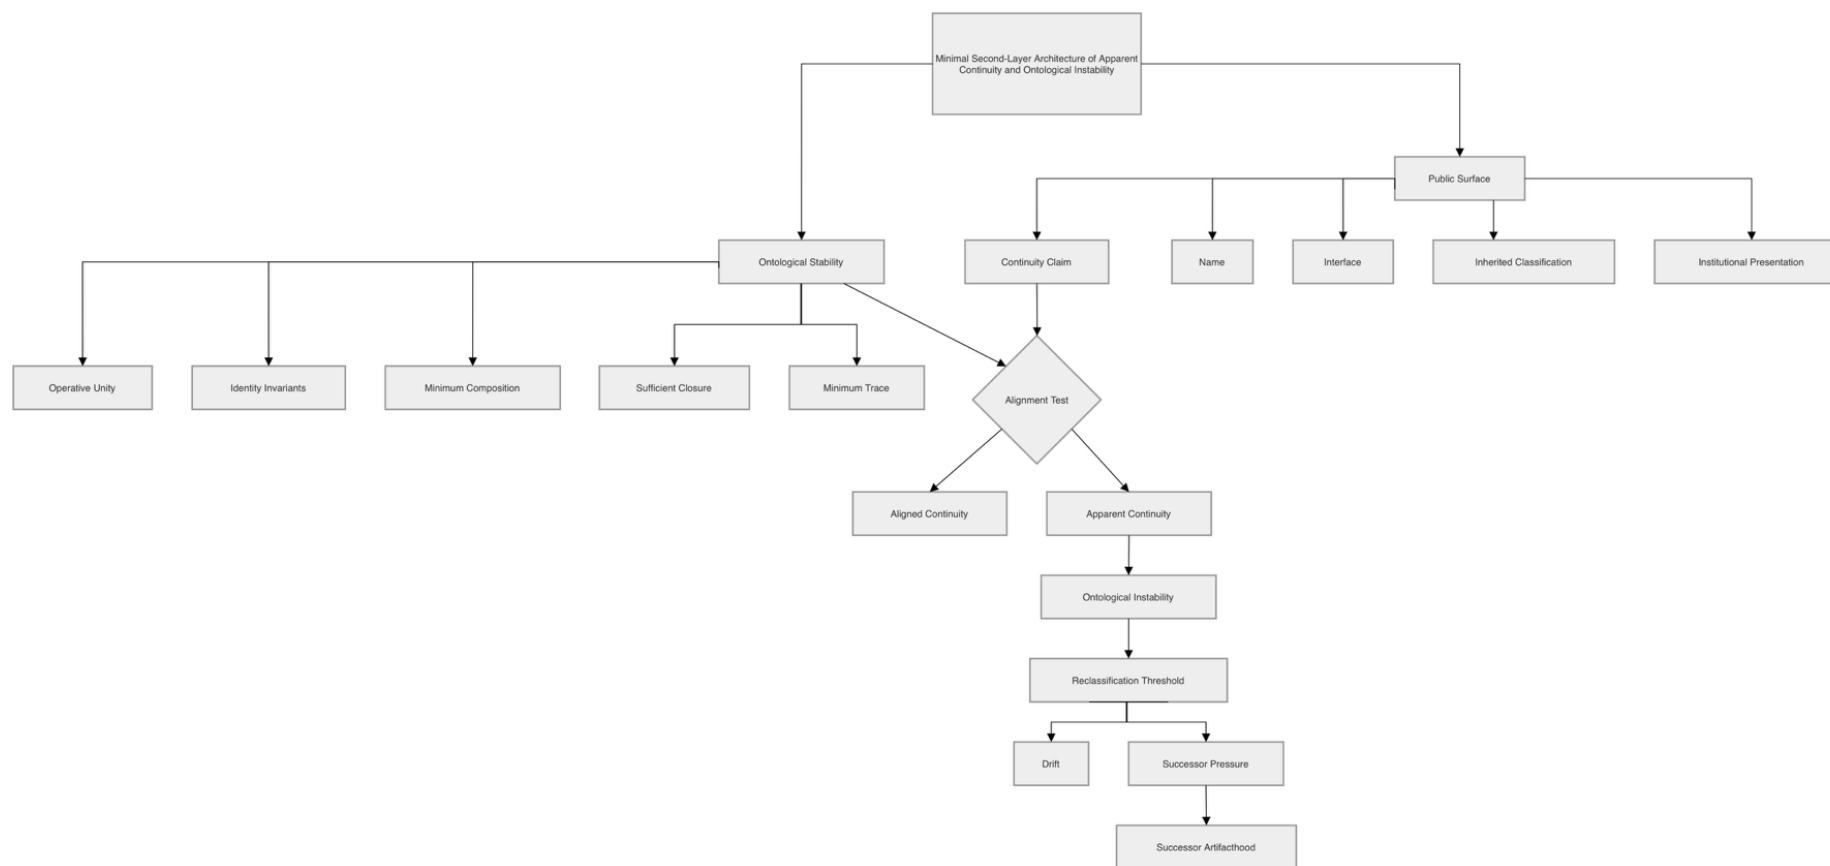 Minimal Second-Layer Architecture of Apparent
Continuity and Ontological Instability
Public Surface
Ontological Stability
Continuity Claim
Name
Interface
Inherited Classification
Institutional Presentation
Operative Unity
Identity Invariants
Minimum Composition
Sufficient Closure
Minimum Trace
Alignment Test
Aligned Continuity
Apparent Continuity
Ontological Instability
Reclassification Threshold
Drift
Successor Pressure
Successor Artifacthood